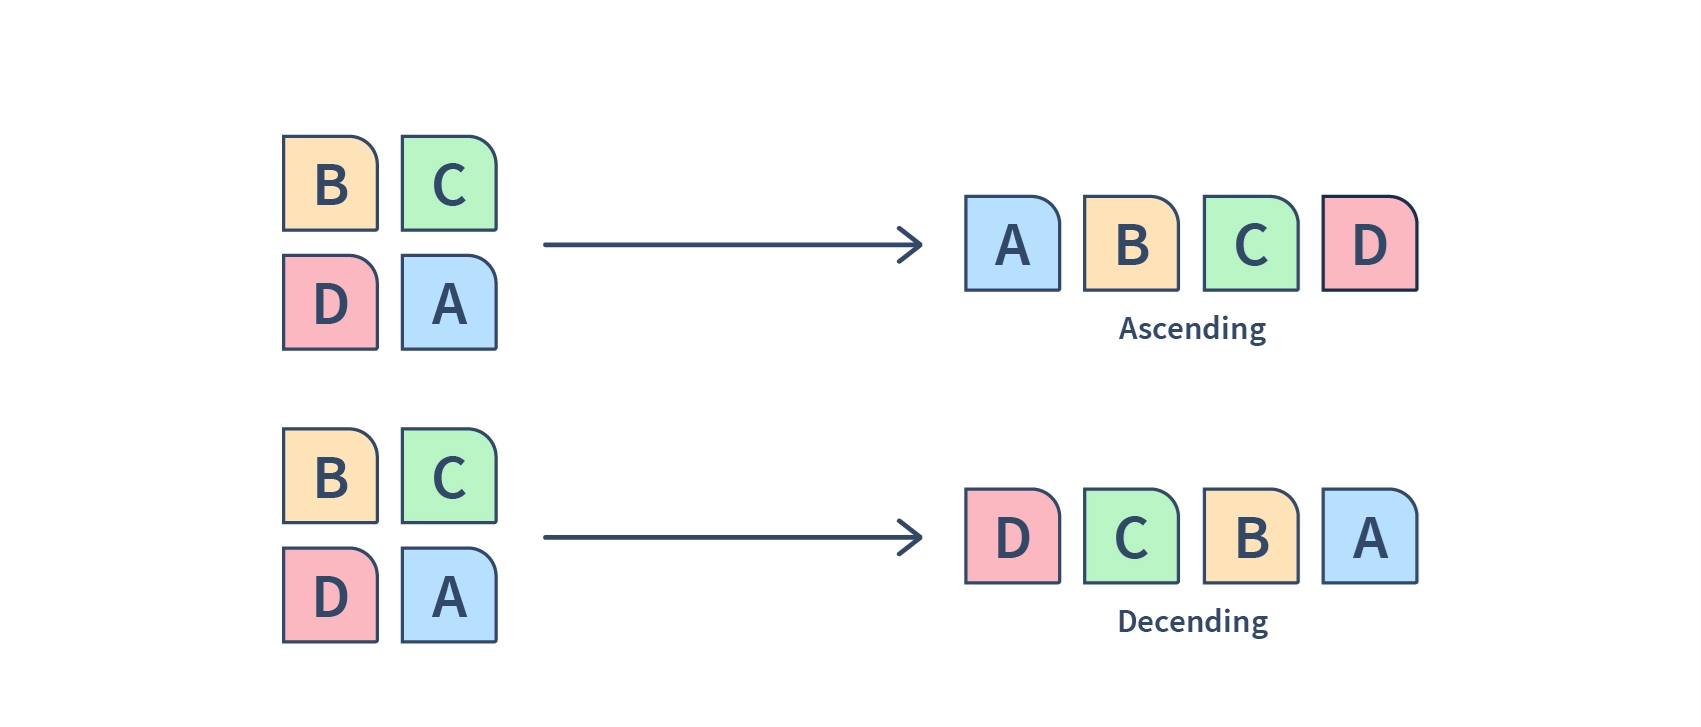 B C
D A
A B C D
Ascending
B C
D A
D C B A
Decending